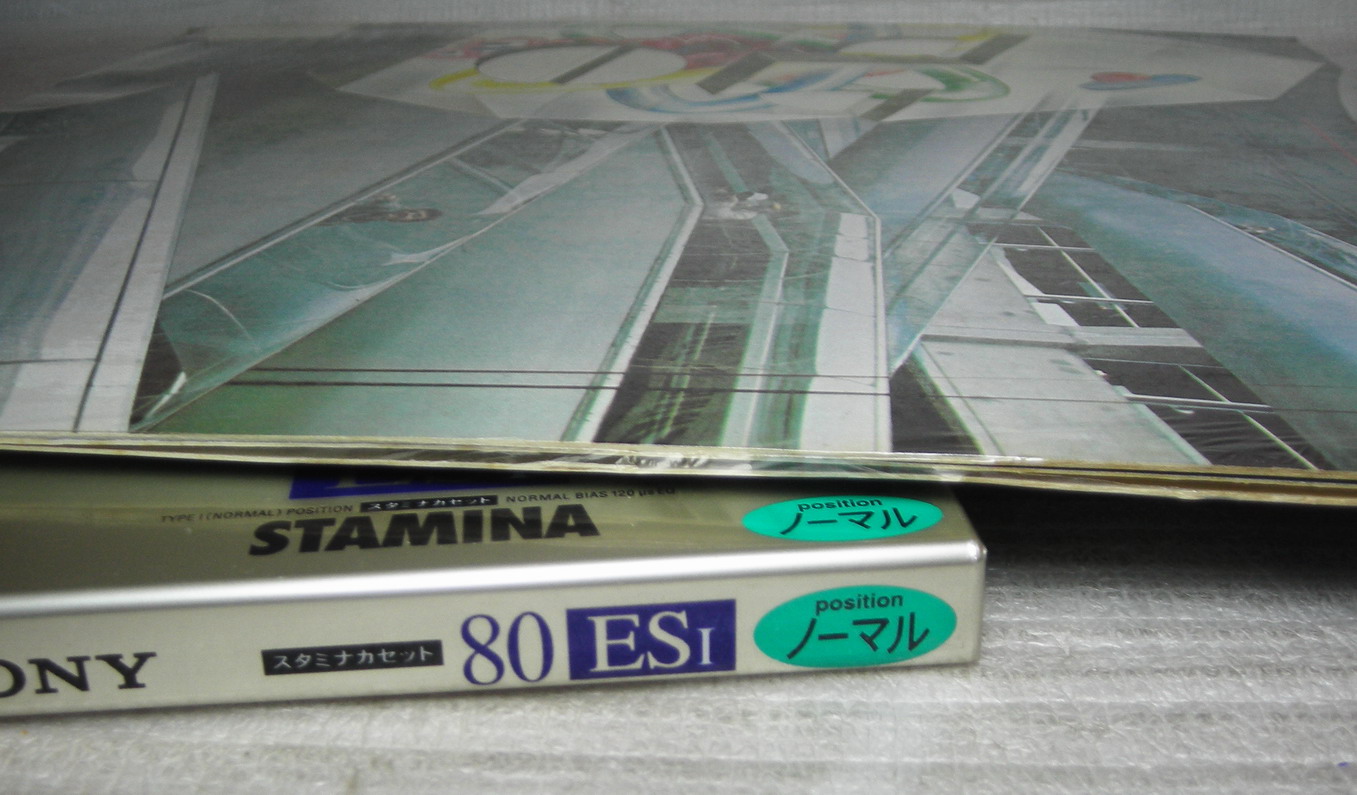 TYPE I (NORMAL) POSITION スタミナカセット NORMAL BIAS 120 μs EQ
STAMINA
position
ノーマル
ONY スタミナカセット 80 ESI
position
ノーマル